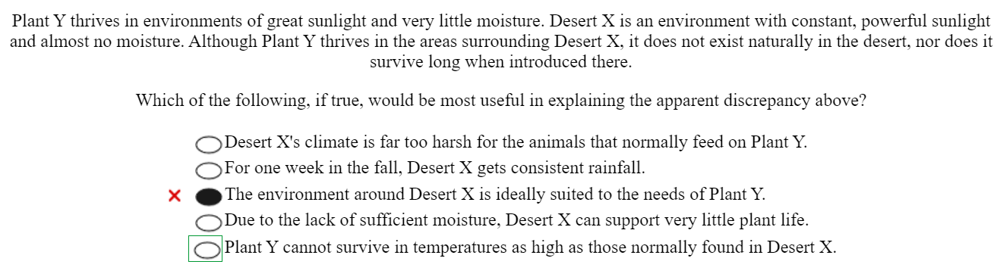 Plant Y thrives in environments of great sunlight and very little moisture. Desert X is an environment with constant, powerful sunlight
and almost no moisture. Although Plant Y thrives in the areas surrounding Desert X, it does not exist naturally in the desert, nor does it
survive long when introduced there.
Which of the following, if true, would be most useful in explaining the apparent discrepancy above?
Desert X's climate is far too harsh for the animals that normally feed on Plant Y.
For one week in the fall, Desert X gets consistent rainfall.
The environment around Desert X is ideally suited to the needs of Plant Y.
Due to the lack of sufficient moisture, Desert X can support very little plant life.
Plant Y cannot survive in temperatures as high as those normally found in Desert X.